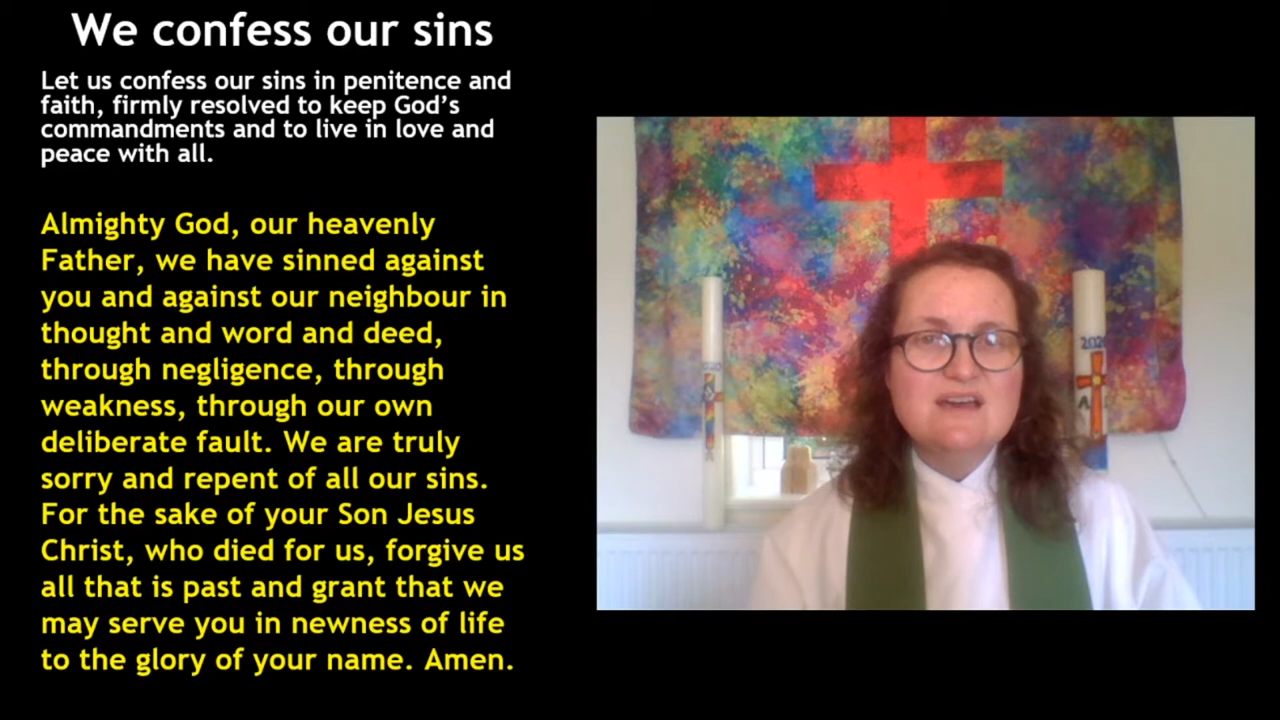 We confess our sins
Let us confess our sins in penitence and
faith, firmly resolved to keep God's
commandments and to live in love and
peace with all.
Almighty God, our heavenly
Father, we have sinned against
you and against our neighbour in
thought and word and deed,
through negligence, through
weakness, through our own
deliberate fault. We are truly
sorry and repent of all our sins.
For the sake of your Son Jesus
Christ, who died for us, forgive us
all that is past and grant that we
may serve you in newness of life
to the glory of your name. Amen.
2020
A